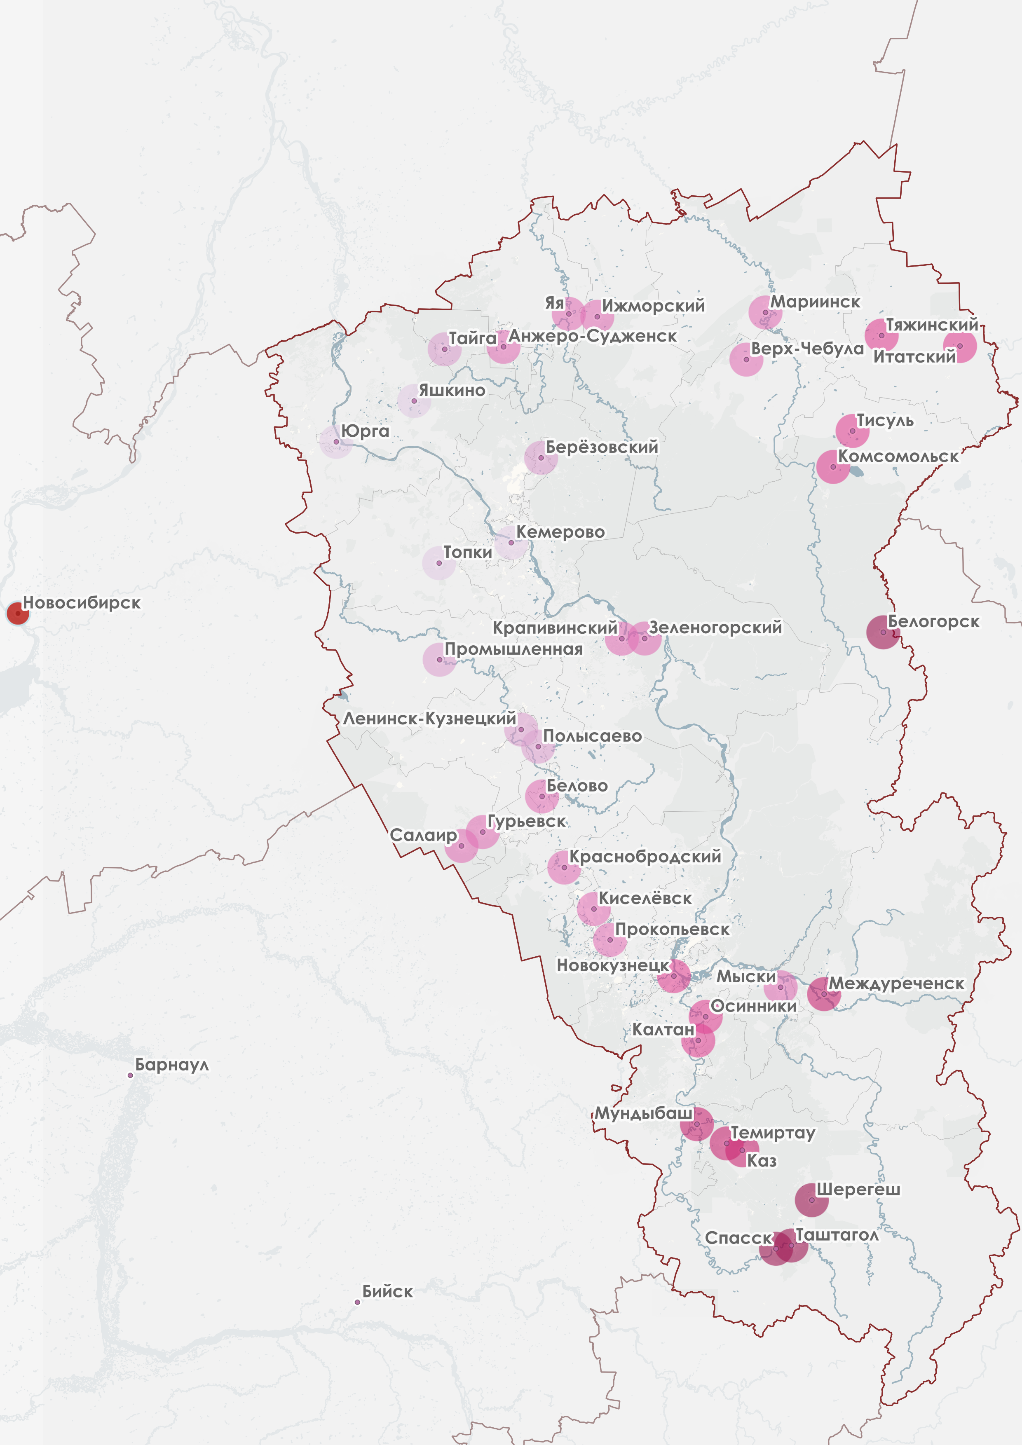 Мариинск
Яя
Ижморский
Тяжинский
Анжеро-Судженск
Тайга
Верх-Чебула
Итатский
Яшкино
Тисуль
Юрга
Берёзовский
Комсомольск
Кемерово
Топки
Новосибирск
Белогорск
Крапивинский
Зеленогорский
Промышленная
Ленинск-Кузнецкий
Полысаево
Белово
Гурьевск
Салаир
Краснобродский
Киселёвск
Прокопьевск
Новокузнецк
Мыски
Междуреченск
Осинники
Калтан
Барнаул
Мундыбаш
Темиртау
Каз
Шерегеш
Спасск
Таштагол
Бийск